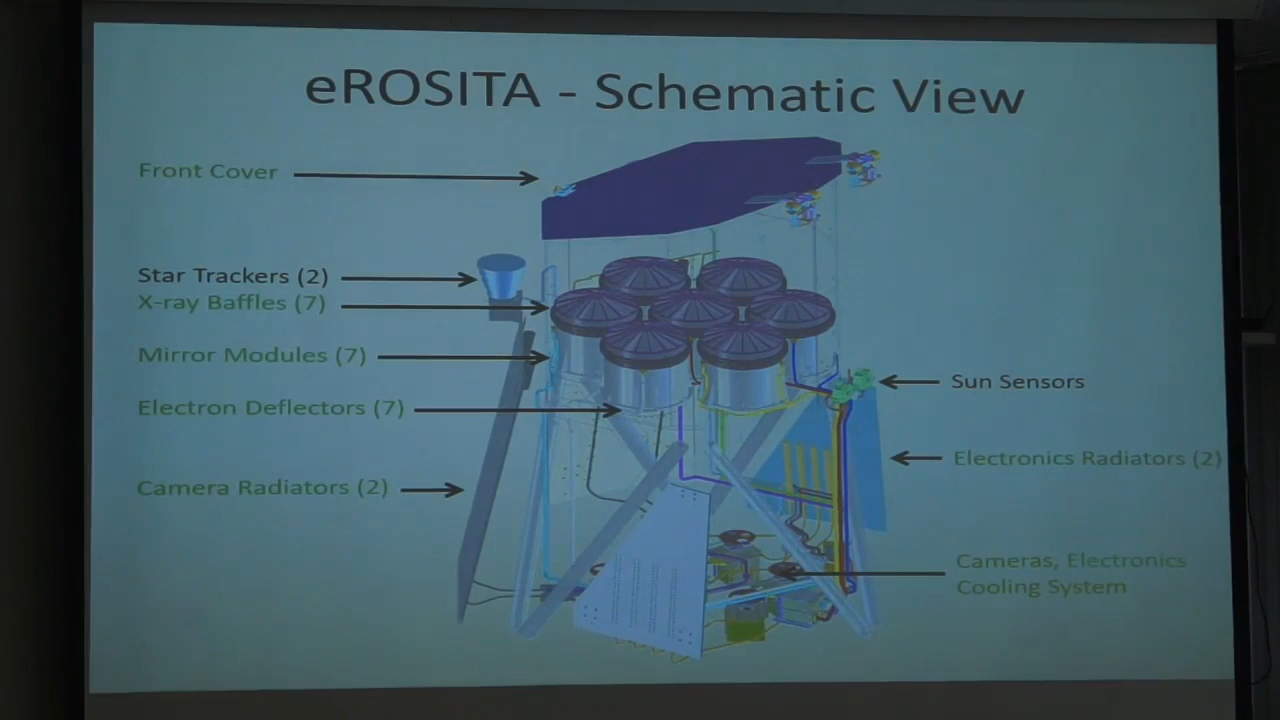 eROSITA - Schematic View
Front Cover
Star Trackers (2)
X-ray Baffles (7)
Mirror Modules (7)
Electron Deflectors (7)
Camera Radiators (2)
Sun Sensors
Electronics Radiators (2)
Cameras, Electronics
Cooling System